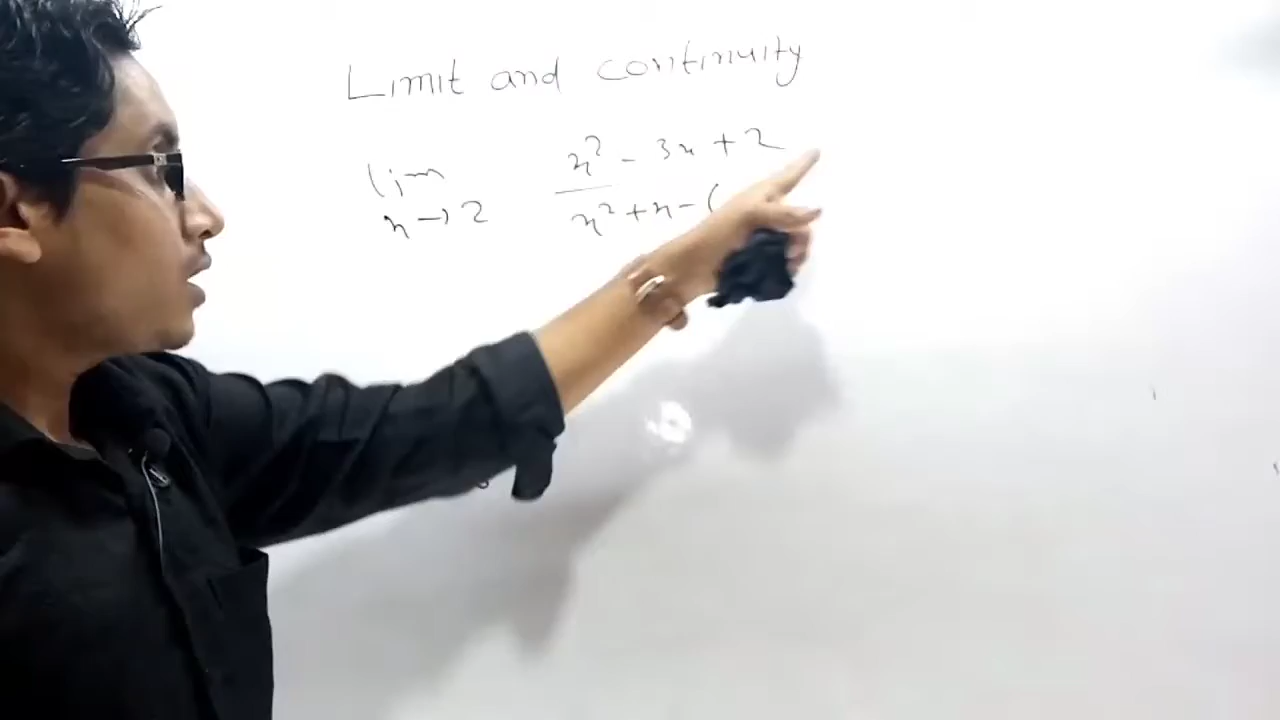 Limit and continuity
lim x² - 3x + 2
x→2 x² + x -